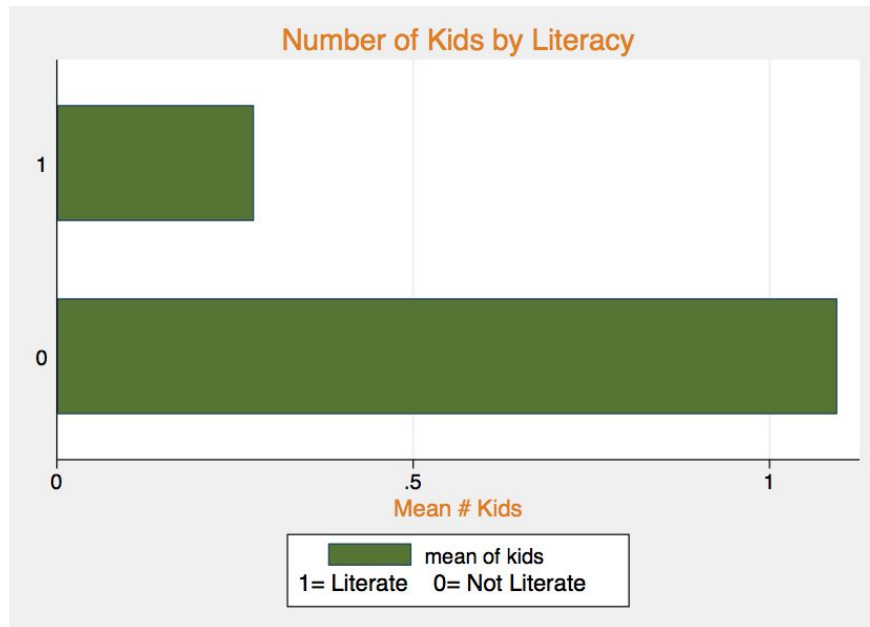 Number of Kids by Literacy
1
0
0 .5 1
Mean # Kids
mean of kids
1= Literate 0= Not Literate